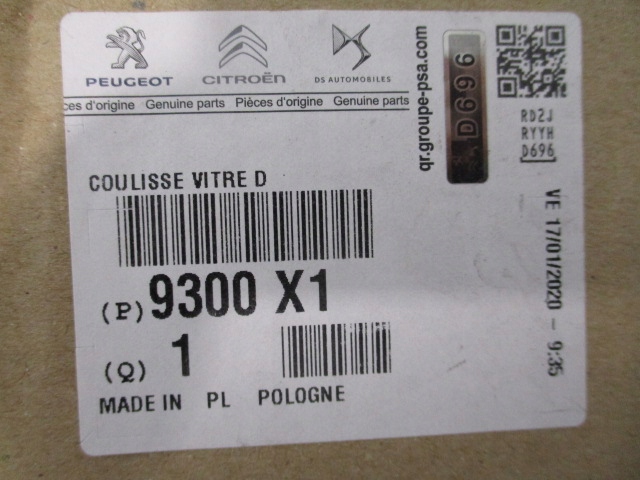 PEUGEOT CITROËN DS AUTOMOBILES
ces d'origine Genuine parts Pièces d'origine Genuine parts
COULISSE VITRE D
(P) 9300 X1
(Q) 1
MADE IN PL POLOGNE
qr.groupe-psa.com
D696
RD2J
RYYH
D696
VE 17/01/2020 - 9:35